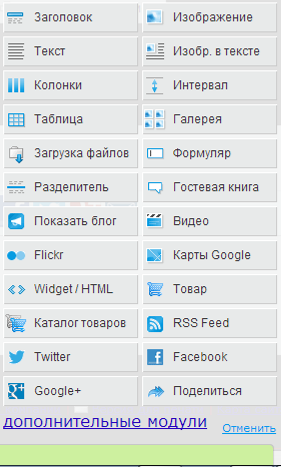 Заголовок Изображение
Текст Изобр. в тексте
Колонки Интервал
Таблица Галерея
Загрузка файлов Формуляр
Разделитель Гостевая книга
Показать блог Видео
Flickr Карты Google
Widget / HTML Товар
Каталог товаров RSS Feed
Twitter Facebook
Google+ Поделиться
дополнительные модули Отменить